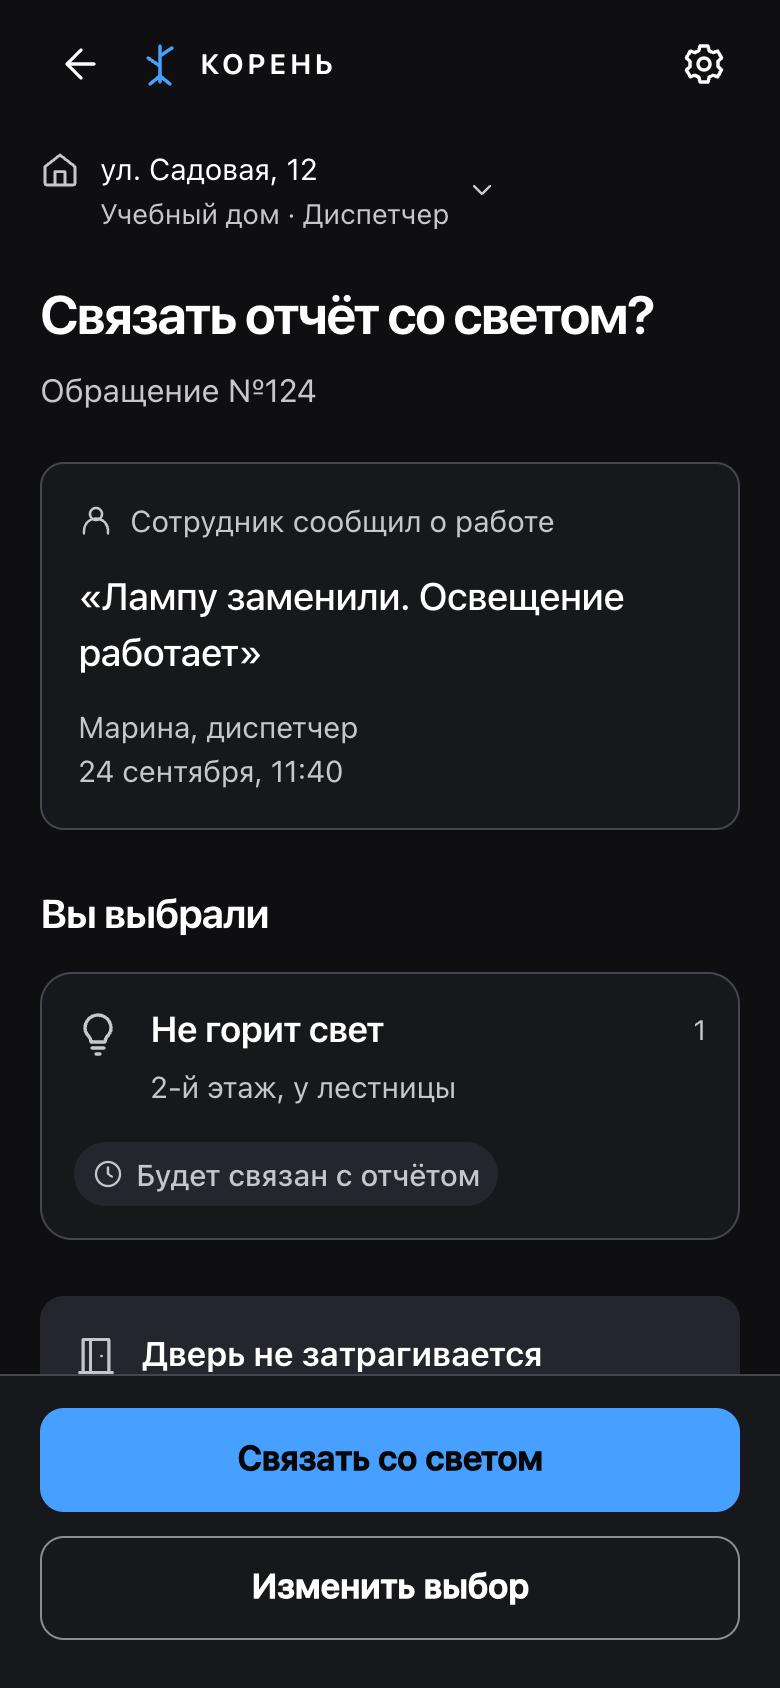 КОРЕНЬ
ул. Садовая, 12
Учебный дом · Диспетчер
Связать отчёт со светом?
Обращение №124
Сотрудник сообщил о работе
«Лампу заменили. Освещение
работает»
Марина, диспетчер
24 сентября, 11:40
Вы выбрали
Не горит свет
1
2-й этаж, у лестницы
Будет связан с отчётом
Дверь не затрагивается
Связать со светом
Изменить выбор